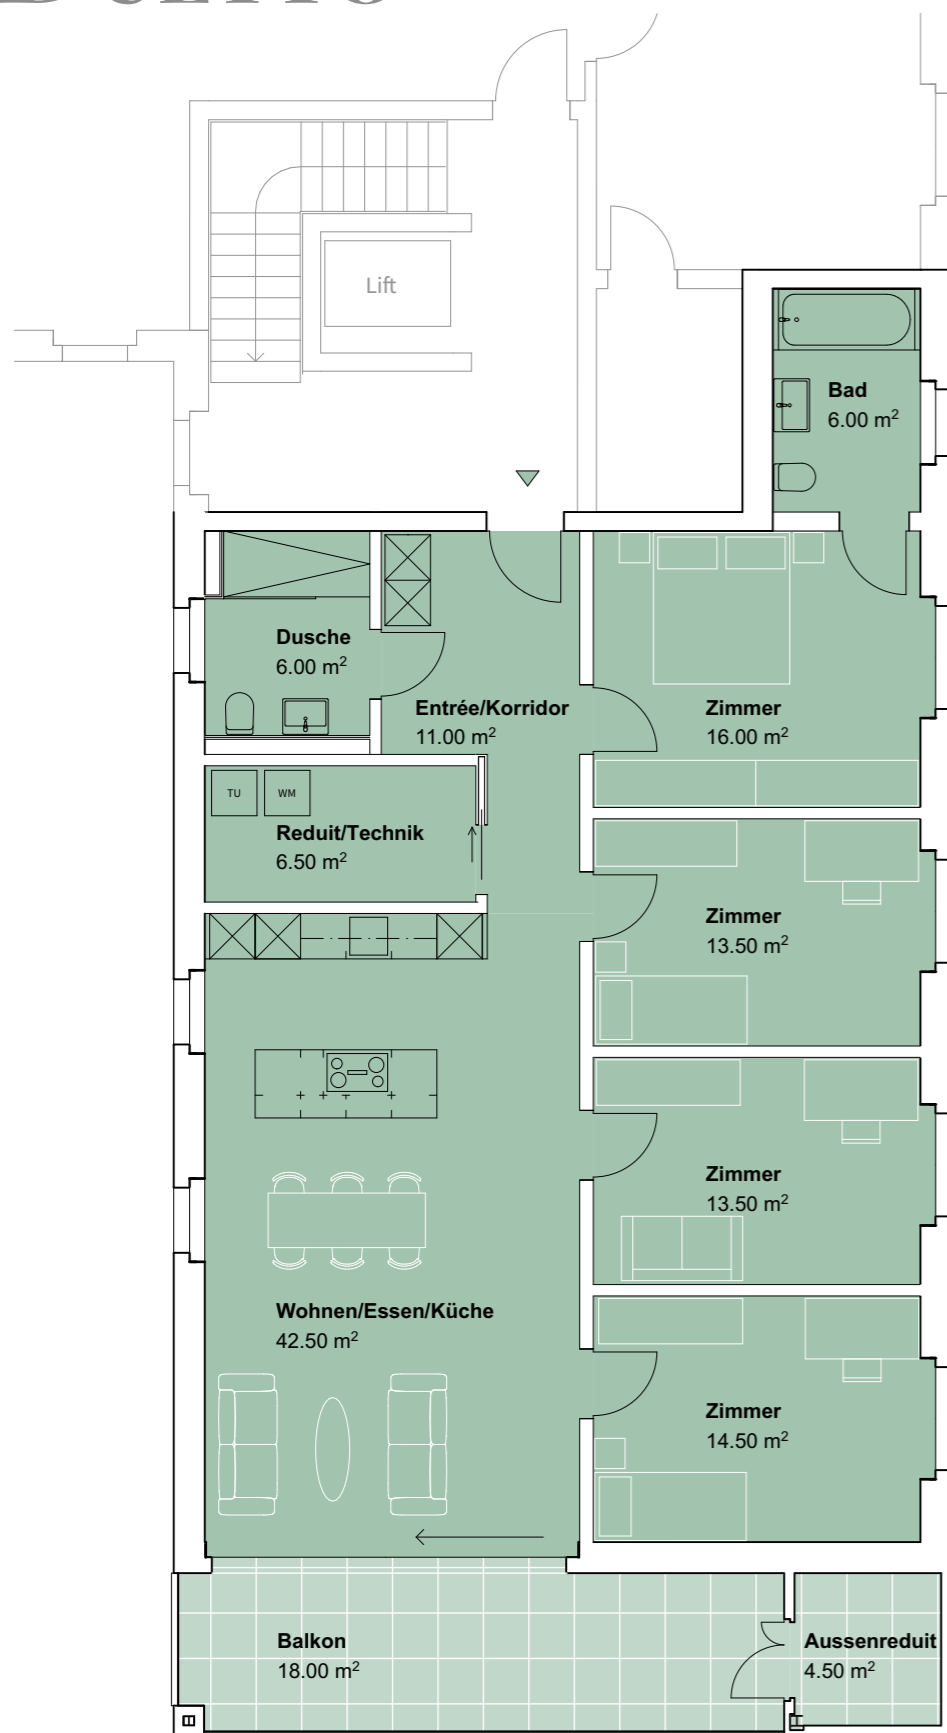 Lift
Bad
6.00 m²
Dusche
6.00 m²
Entrée/Korridor
11.00 m²
Zimmer
16.00 m²
TU
WM
Reduit/Technik
6.50 m²
Zimmer
13.50 m²
Zimmer
13.50 m²
Wohnen/Essen/Küche
42.50 m²
Zimmer
14.50 m²
Balkon
18.00 m²
Aussenreduit
4.50 m²